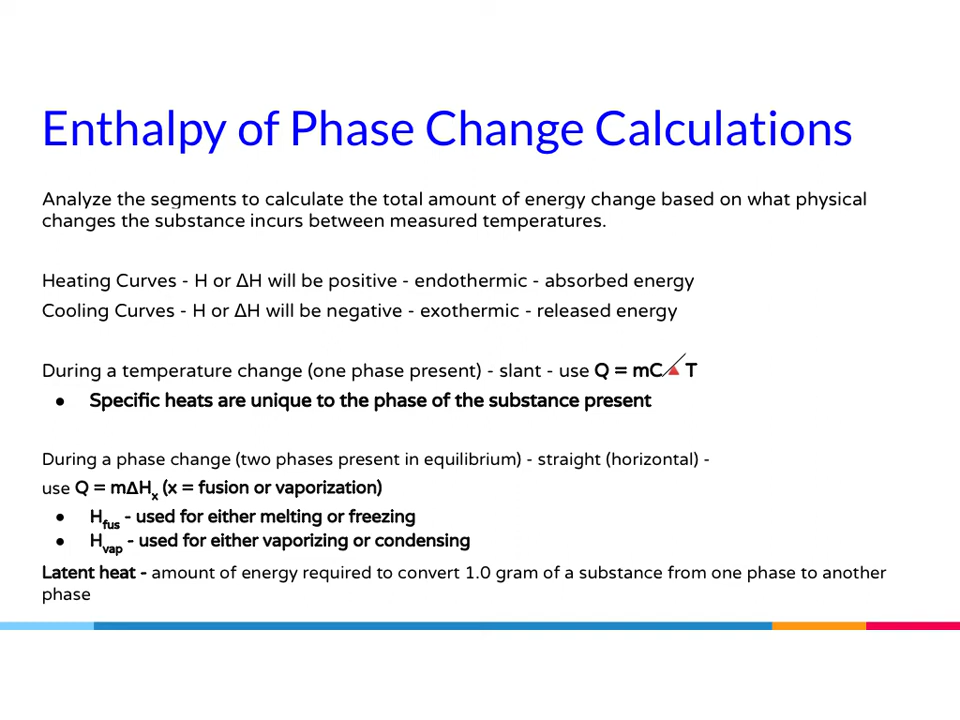 Enthalpy of Phase Change Calculations
Analyze the segments to calculate the total amount of energy change based on what physical
changes the substance incurs between measured temperatures.
Heating Curves - H or ΔH will be positive - endothermic - absorbed energy
Cooling Curves - H or ΔH will be negative - exothermic - released energy
During a temperature change (one phase present) - slant - use Q = mC▲T
● Specific heats are unique to the phase of the substance present
During a phase change (two phases present in equilibrium) - straight (horizontal) -
use Q = mΔHx (x = fusion or vaporization)
● Hfus - used for either melting or freezing
● Hvap - used for either vaporizing or condensing
Latent heat - amount of energy required to convert 1.0 gram of a substance from one phase to another
phase